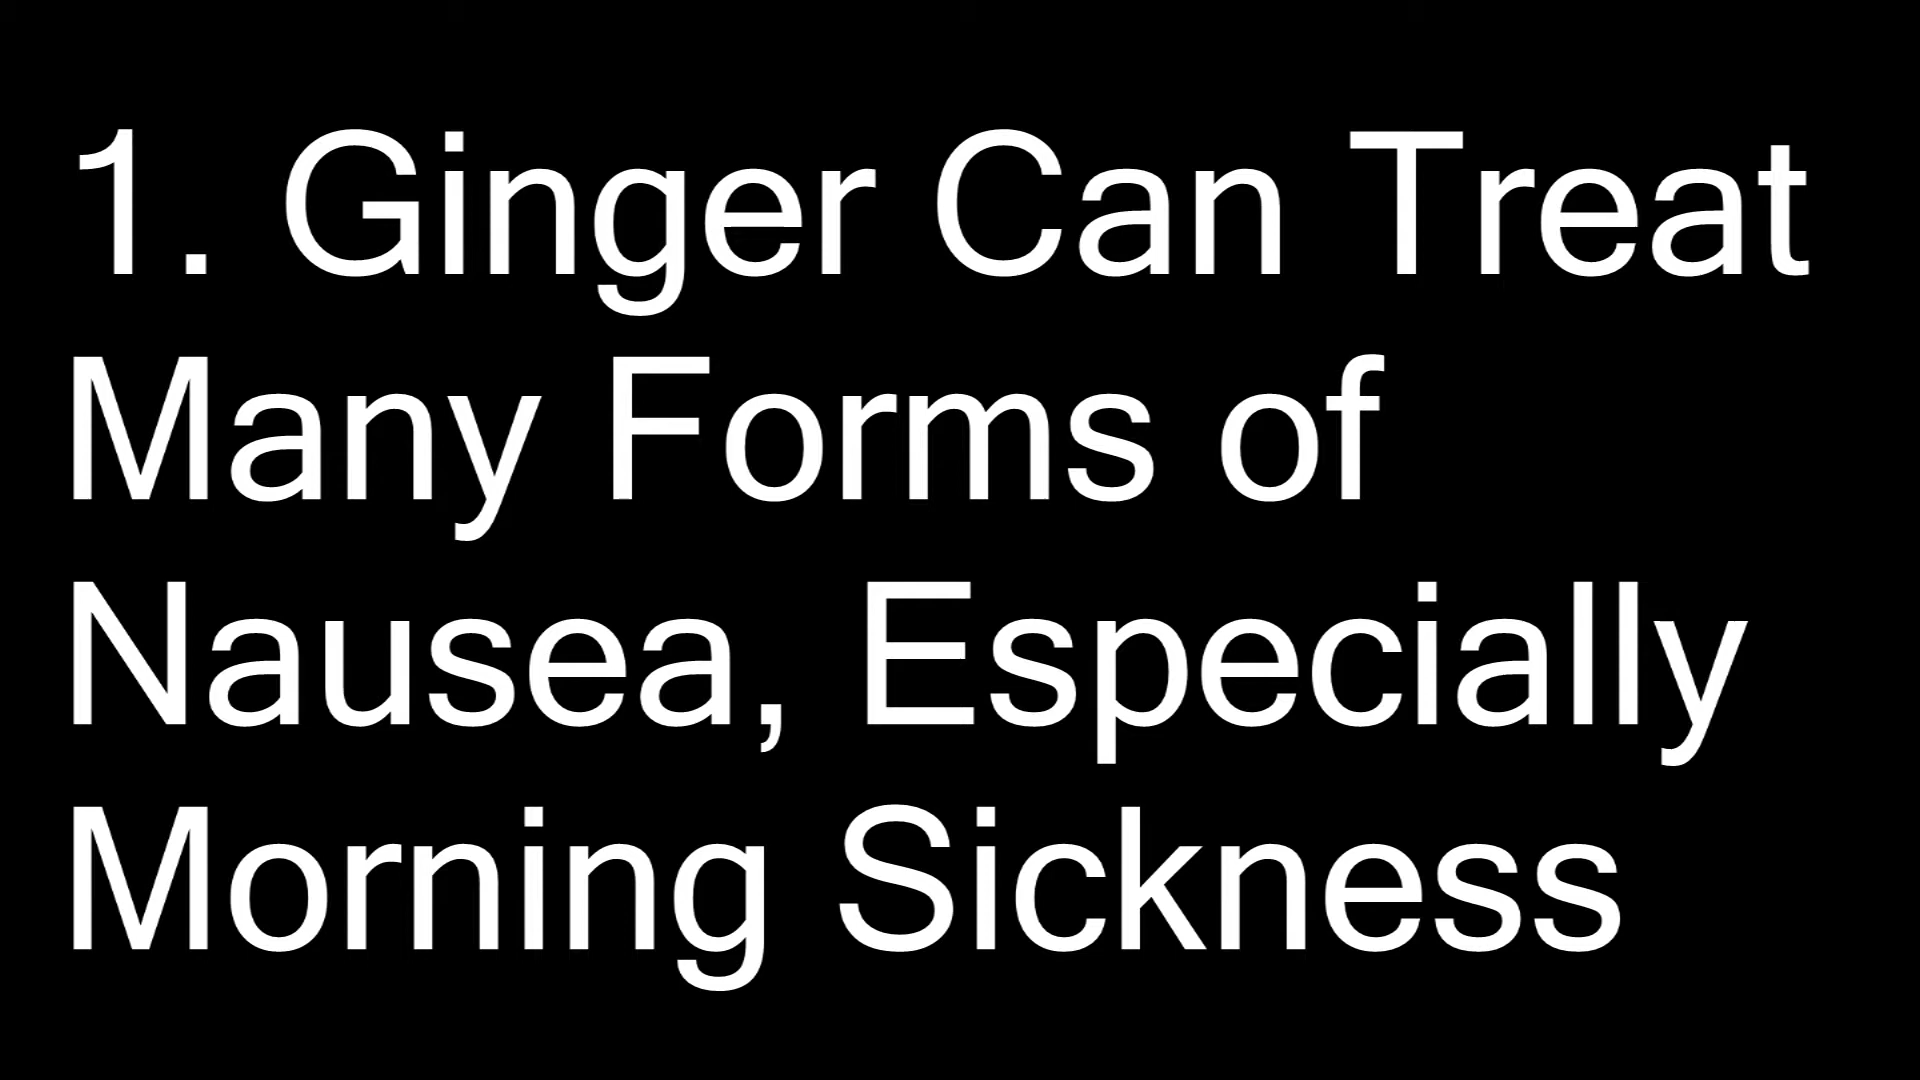 1. Ginger Can Treat
Many Forms of
Nausea, Especially
Morning Sickness